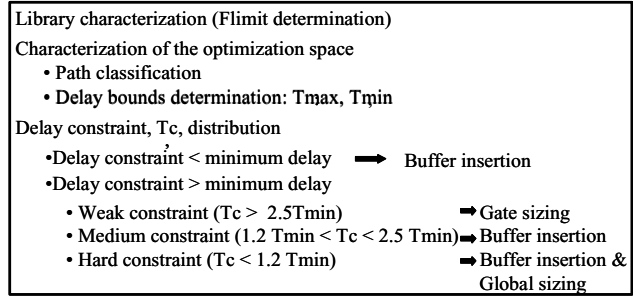 Library characterization (Flimit determination)
Characterization of the optimization space
• Path classification
• Delay bounds determination: Tmax, Tmin
Delay constraint, Tc, distribution
•Delay constraint < minimum delay ➡ Buffer insertion
•Delay constraint > minimum delay
• Weak constraint (Tc > 2.5Tmin) ➡ Gate sizing
• Medium constraint (1.2 Tmin < Tc < 2.5 Tmin) ➡ Buffer insertion
• Hard constraint (Tc < 1.2 Tmin) ➡ Buffer insertion &
Global sizing